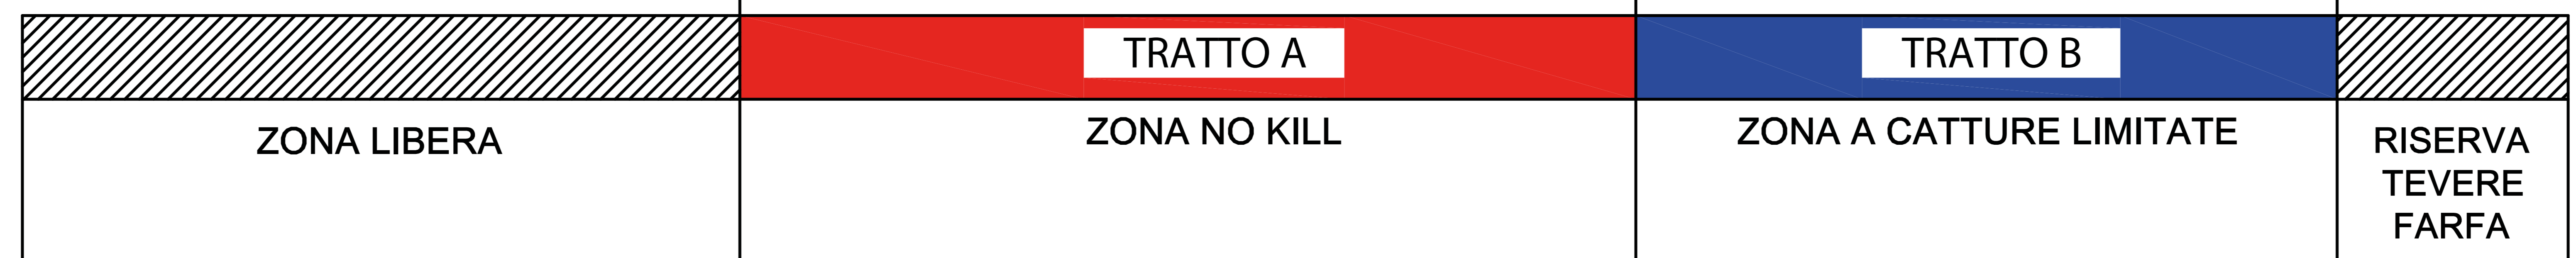 TRATTO A
TRATTO B
ZONA LIBERA
ZONA NO KILL
ZONA A CATTURE LIMITATE
RISERVA
TEVERE
FARFA